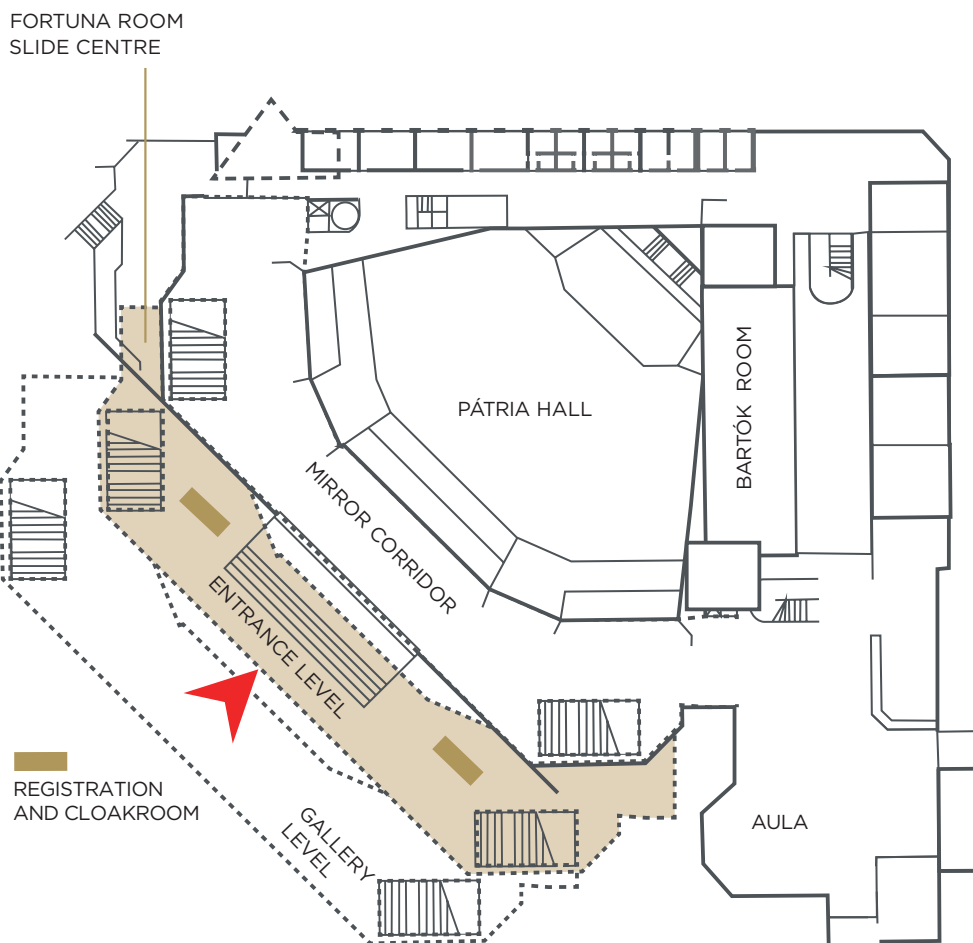 FORTUNA ROOM
SLIDE CENTRE
PÁTRIA HALL
BARTÓK ROOM
MIRROR CORRIDOR
ENTRANCE LEVEL
REGISTRATION
AND CLOAKROOM
GALLERY
LEVEL
AULA